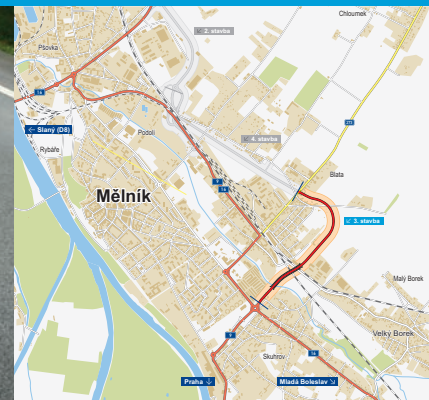 Chloumek
2. stavba
Pšovka
16
273
← Slaný (D8)
Podolí
4. stavba
Rybáře
Blata
9
16
Mělník
3. stavba
Malý Borek
Velký Borek
9
Skuhrov
16
Praha ↓
Mladá Boleslav ↘